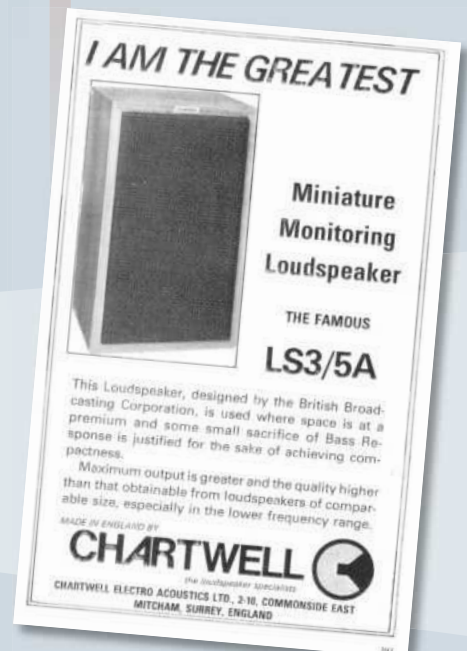 I AM THE GREATEST
Miniature
Monitoring
Loudspeaker
THE FAMOUS
LS3/5A
This Loudspeaker, designed by the British Broad-
casting Corporation, is used where space is at a
premium and some small sacrifice of Bass Re-
sponse is justified for the sake of achieving com-
pactness.
Maximum output is greater and the quality higher
than that obtainable from loudspeakers of compar-
able size, especially in the lower frequency range.
MADE IN ENGLAND BY
CHARTWELL
the loudspeaker specialists
CHARTWELL ELECTRO ACOUSTICS LTD., 2-10, COMMONSIDE EAST
MITCHAM, SURREY, ENGLAND